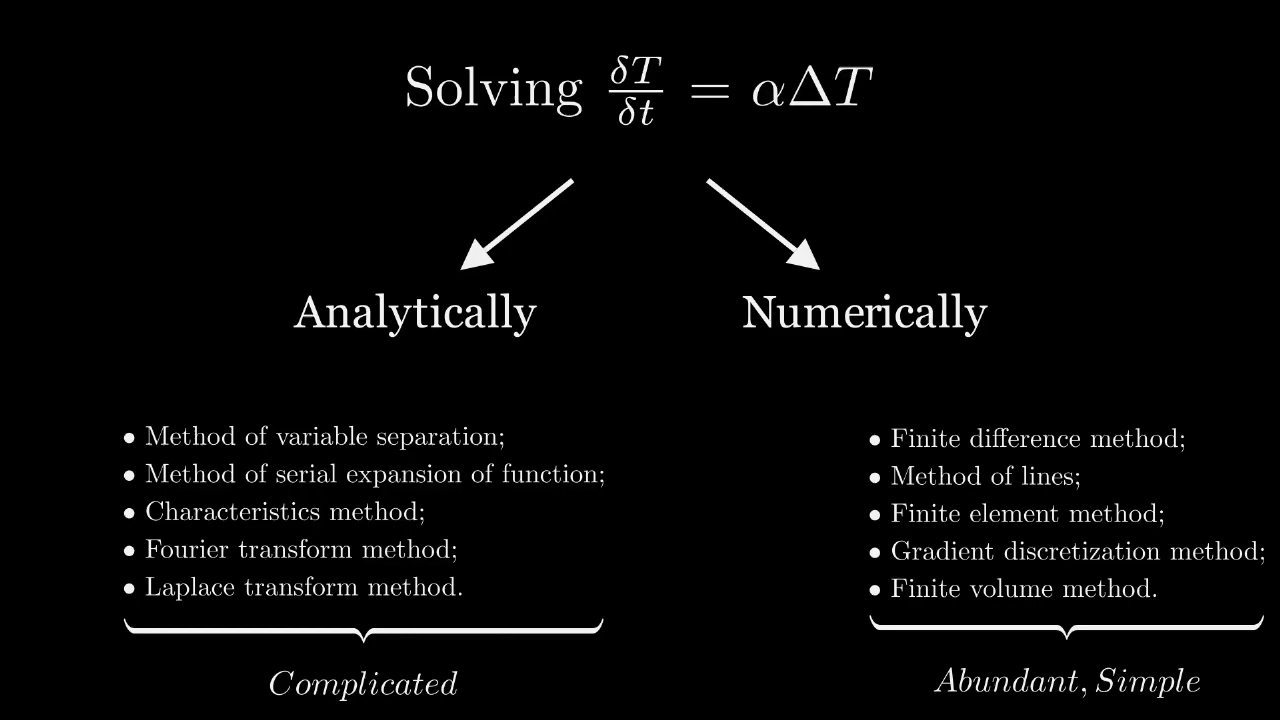 Solving δT/δt = αΔT
Analytically
Numerically
• Method of variable separation;
• Method of serial expansion of function;
• Characteristics method;
• Fourier transform method;
• Laplace transform method.
Complicated
• Finite difference method;
• Method of lines;
• Finite element method;
• Gradient discretization method;
• Finite volume method.
Abundant, Simple